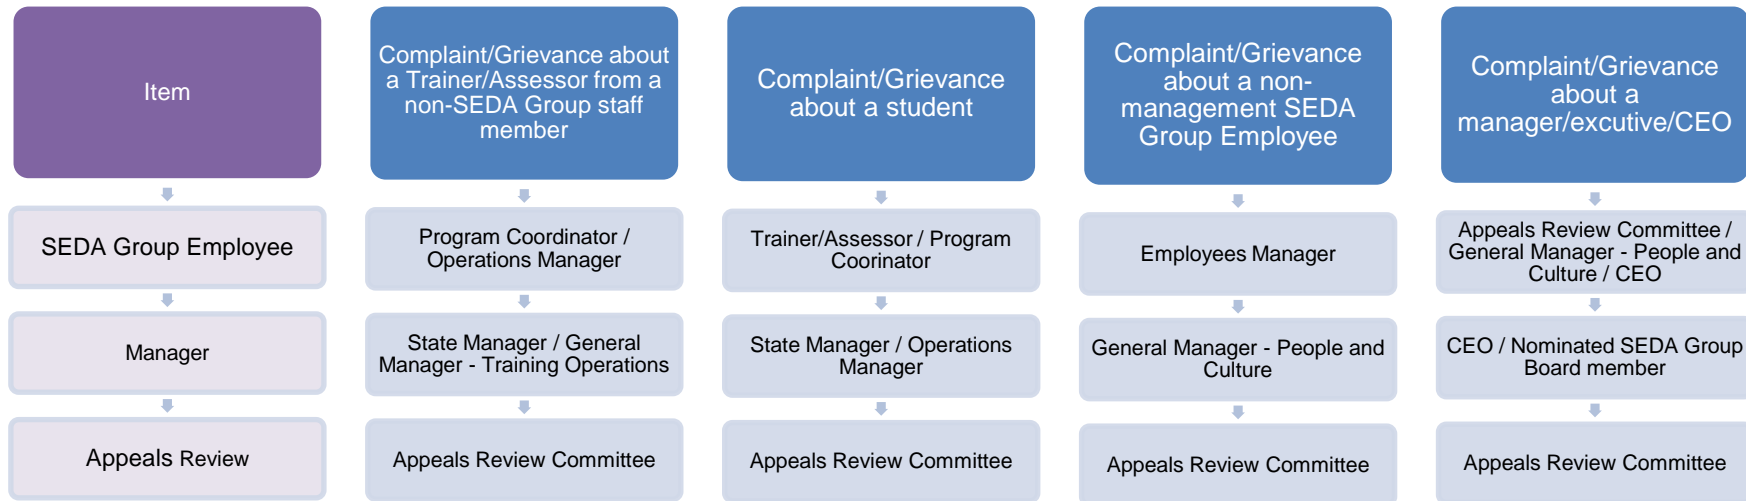 Item
SEDA Group Employee
Manager
Appeals Review
Complaint/Grievance about
a Trainer/Assessor from a
non-SEDA Group staff
member
Program Coordinator /
Operations Manager
State Manager / General
Manager - Training Operations
Appeals Review Committee
Complaint/Grievance
about a student
Trainer/Assessor / Program
Coorinator
State Manager / Operations
Manager
Appeals Review Committee
Complaint/Grievance
about a non-
management SEDA
Group Employee
Employees Manager
General Manager - People and
Culture
Appeals Review Committee
Complaint/Grievance
about a
manager/excutive/CEO
Appeals Review Committee /
General Manager - People and
Culture / CEO
CEO / Nominated SEDA Group
Board member
Appeals Review Committee